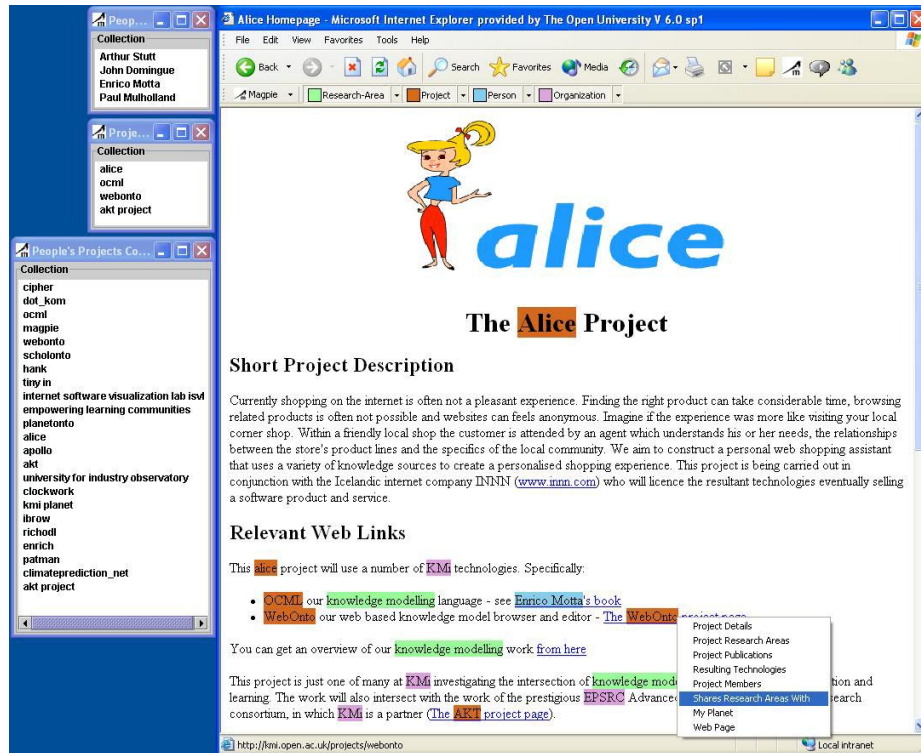 Peop...
Collection
Arthur Stutt
John Domingue
Enrico Motta
Paul Mulholland
Proje...
Collection
alice
ocml
webonto
akt project
People's Projects Co...
Collection
cipher
dot_kom
ocml
magpie
webonto
scholonto
hank
tiny in
internet software visualization lab isvl
empowering learning communities
planetonto
alice
apollo
akt
university for industry observatory
clockwork
kmi planet
ibrow
richodl
enrich
patman
climateprediction_net
akt project
Alice Homepage - Microsoft Internet Explorer provided by The Open University V 6.0 sp1
File Edit View Favorites Tools Help
Back Search Favorites Media
Magpie Research-Area Project Person Organization
alice
The Alice Project
Short Project Description
Currently shopping on the internet is often not a pleasant experience. Finding the right product can take considerable time, browsing
related products is often not possible and websites can feels anonymous. Imagine if the experience was more like visiting your local
corner shop. Within a friendly local shop the customer is attended by an agent which understands his or her needs, the relationships
between the store's product lines and the specifics of the local community. We aim to construct a personal web shopping assistant
that uses a variety of knowledge sources to create a personalised shopping experience. This project is being carried out in
conjunction with the Icelandic internet company INNN (www.innn.com) who will licence the resultant technologies eventually selling
a software product and service.
Relevant Web Links
This alice project will use a number of KMi technologies. Specifically:
• OCML our knowledge modelling language - see Enrico Motta's book
• WebOnto our web based knowledge model browser and editor - The WebOnto project page
You can get an overview of our knowledge modelling work from here
This project is just one of many at KMi investigating the intersection of knowledge mode tion and
learning. The work will also intersect with the work of the prestigious EPSRC Advanced search
consortium, in which KMi is a partner (The AKT project page).
Project Details
Project Research Areas
Project Publications
Resulting Technologies
Project Members
Shares Research Areas With
My Planet
Web Page
http://kmi.open.ac.uk/projects/webonto Local intranet